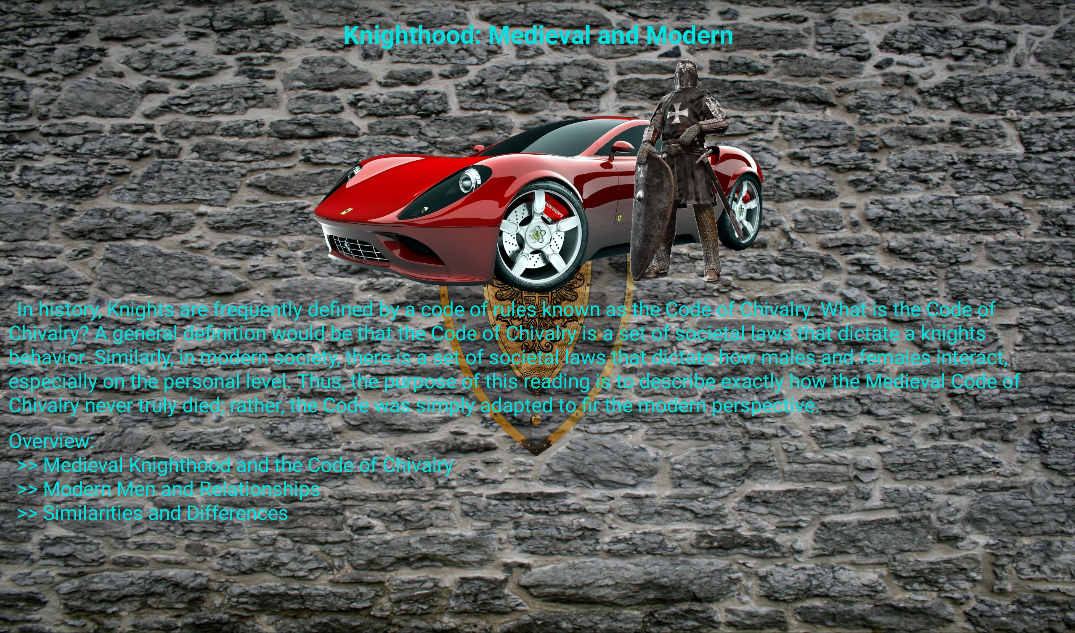 Knighthood: Medieval and Modern
In history, Knights are frequently defined by a code of rules known as the Code of Chivalry. What is the Code of
Chivalry? A general definition would be that the Code of Chivalry is a set of societal laws that dictate a knights
behavior. Similarly, in modern society, there is a set of societal laws that dictate how males and females interact,
especially on the personal level. Thus, the purpose of this reading is to describe exactly how the Medieval Code of
Chivalry never truly died; rather, the Code was simply adapted to fir the modern perspective.
Overview:
>> Medieval Knighthood and the Code of Chivalry
>> Modern Men and Relationships
>> Similarities and Differences